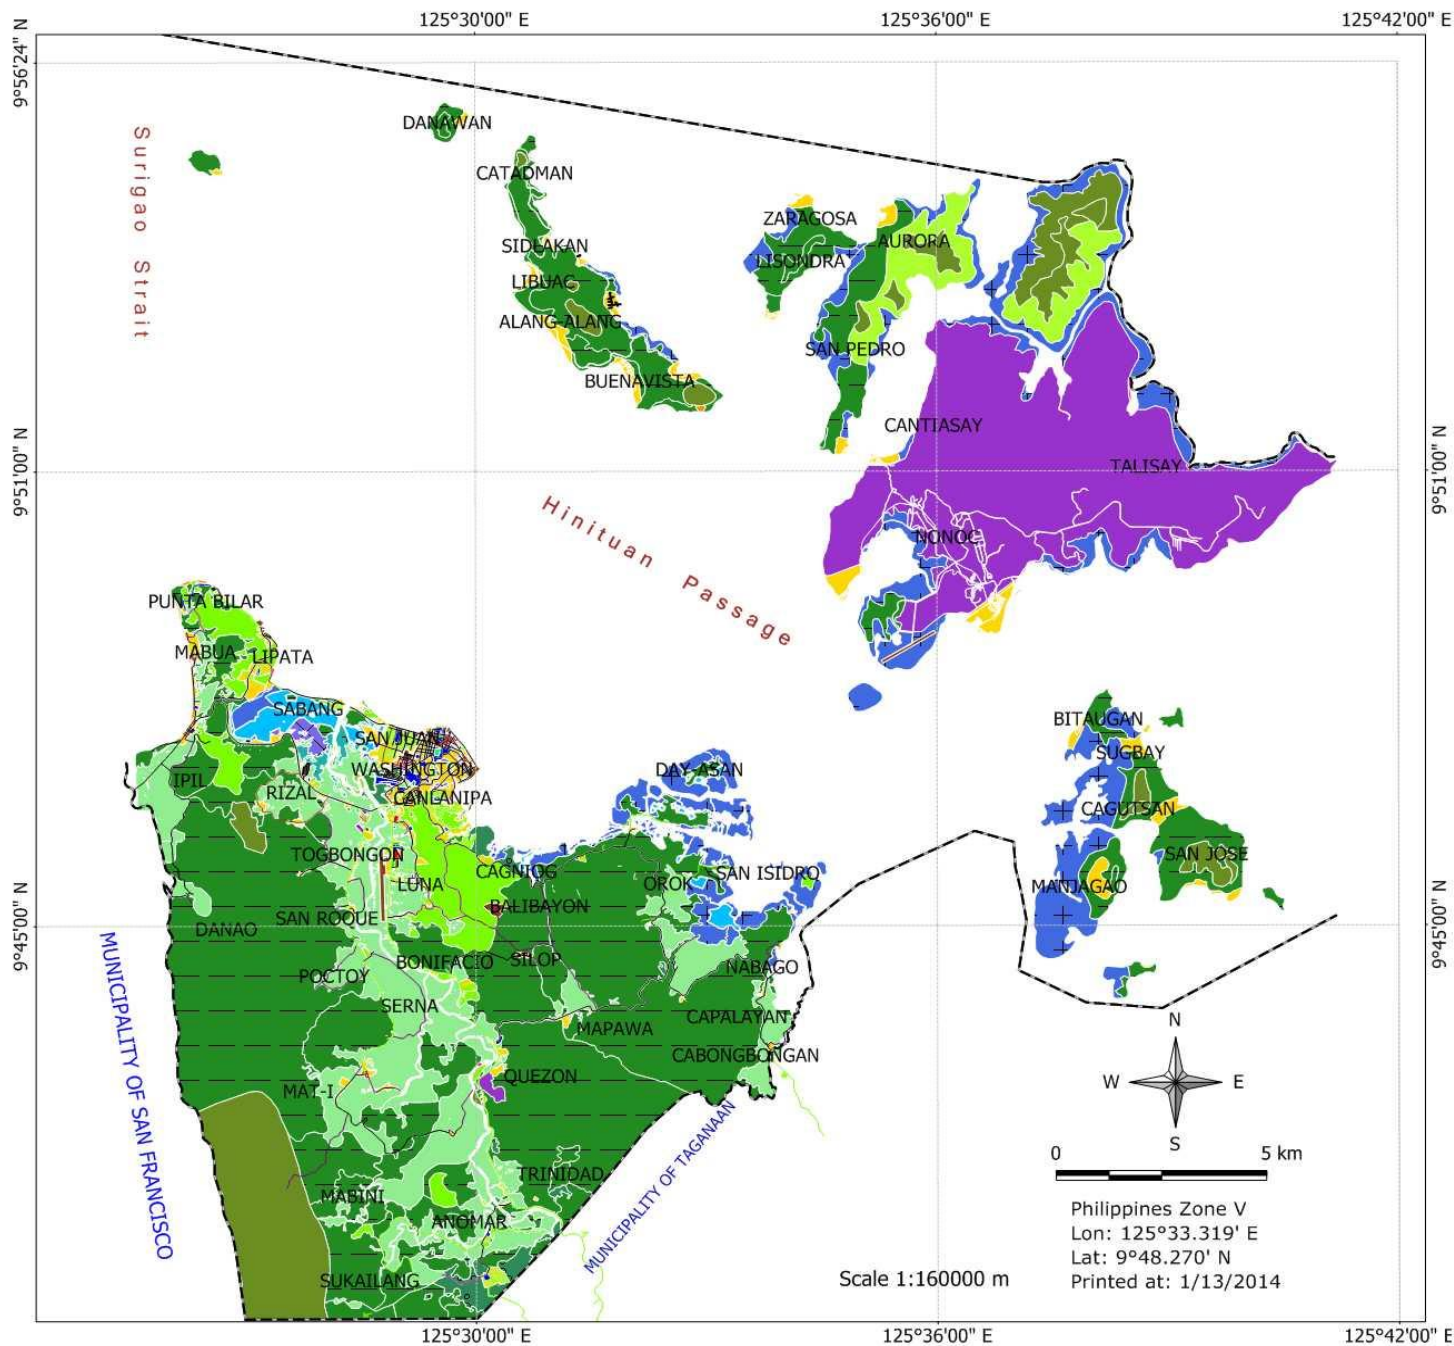 125°30'00" E
125°36'00" E
125°42'00" E
9°56'24" N
9°56'24" N
Surigao Strait
DANAWAN
CATADMAN
SIDLAKAN
LIBUAC
ALANG-ALANG
BUENAVISTA
ZARAGOSA
LISONDRA
AURORA
SAN PEDRO
CANTIASAY
TALISAY
9°51'00" N
9°51'00" N
Hinituan Passage
NONOC
PUNTA BILAR
MABUA
LIPATA
SABANG
SAN JUAN
WASHINGTON
CANLANIPA
IPIL
RIZAL
DAY-ASAN
BITAUGAN
SUGBAY
CAGUTSAN
SAN JOSE
MANJAGAO
TOGBONGON
LUNA
CAGNIOG
OROK
SAN ISIDRO
BALIBAYON
SAN ROQUE
DANAO
9°45'00" N
9°45'00" N
BONIFACIO
SILOP
NABAGO
POCTOY
SERNA
MAPAWA
CAPALAYAN
CABONGBONGAN
QUEZON
MAT-I
TRINIDAD
MABINI
ANOMAR
SUKAILANG
MUNICIPALITY OF SAN FRANCISCO
MUNICIPALITY OF TAGANAAN
N
W E
S
0 5 km
Philippines Zone V
Lon: 125°33.319' E
Lat: 9°48.270' N
Printed at: 1/13/2014
Scale 1:160000 m
125°30'00" E
125°36'00" E
125°42'00" E